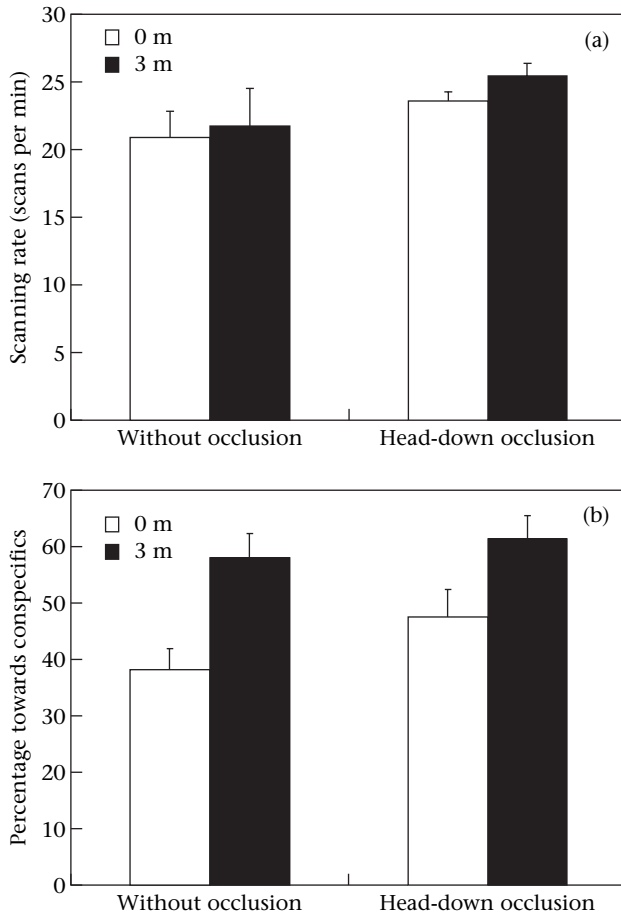 30
25
20
15
10
5
0
Scanning rate (scans per min)
0 m
3 m
(a)
Without occlusion
Head-down occlusion
70
60
50
40
30
20
10
0
Percentage towards conspecifics
0 m
3 m
(b)
Without occlusion
Head-down occlusion